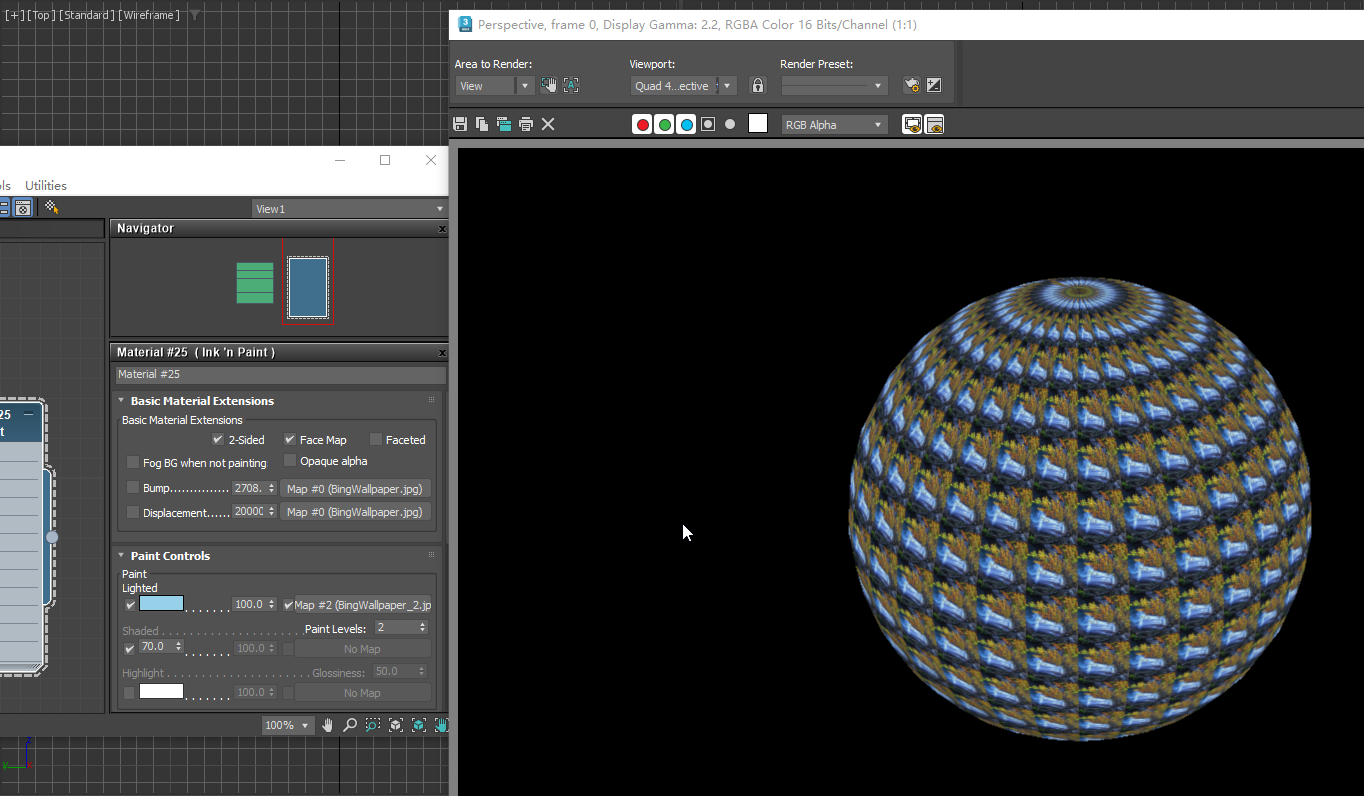 [+] [Top ] [Standard ] [Wireframe ]
Perspective, frame 0, Display Gamma: 2.2, RGBA Color 16 Bits/Channel (1:1)
Area to Render:
Viewport:
Render Preset:
View
Quad 4...ective
RGB Alpha
ols Utilities
View1
Navigator
x
Material #25 ( Ink 'n Paint )
x
Material #25
25
t
Basic Material Extensions
Basic Material Extensions
2-Sided
Face Map
Faceted
Fog BG when not painting
Opaque alpha
Bump..............
2708.
Map #0 (BingWallpaper.jpg)
Displacement......
20000
Map #0 (BingWallpaper.jpg)
Paint Controls
Paint
Lighted
. . . . . . .
100.0
Map #2 (BingWallpaper_2.jp
Shaded . . . . . . . . . . . . . . . . . .
Paint Levels:
2
70.0
. . . . . . .
100.0
No Map
Highlight . . . . . . . . . . . . . . . . . .
Glossiness:
50.0
. . . . . . .
100.0
No Map
100%
y
z